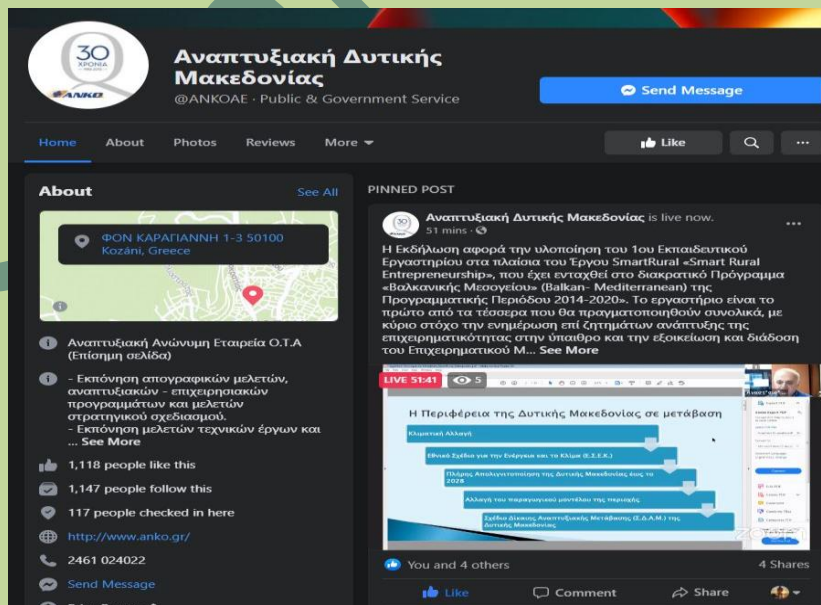 30
ΧΡΟΝΙΑ
ANKO
Αναπτυξιακή Δυτικής
Μακεδονίας
@ANKOAE · Public & Government Service
Send Message
Home About Photos Reviews More
Like
About See All
ΦΟΝ ΚΑΡΑΓΙΑΝΝΗ 1-3 50100
Kozáni, Greece
Αναπτυξιακή Ανώνυμη Εταιρεία Ο.Τ.Α
(Επίσημη σελίδα)
- Εκπόνηση απογραφικών μελετών,
αναπτυξιακών - επιχειρησιακών
προγραμμάτων και μελετών
στρατηγικού σχεδιασμού.
- Εκπόνηση μελετών τεχνικών έργων και
... See More
1,118 people like this
1,147 people follow this
117 people checked in here
http://www.anko.gr/
2461 024022
Send Message
PINNED POST
Αναπτυξιακή Δυτικής Μακεδονίας is live now.
51 mins ·
Η Εκδήλωση αφορά την υλοποίηση του 1ου Εκπαιδευτικού
Εργαστηρίου στα πλαίσια του Έργου SmartRural «Smart Rural
Entrepreneurship», που έχει ενταχθεί στο διακρατικό Πρόγραμμα
«Βαλκανικής Μεσογείου» (Balkan- Mediterranean) της
Προγραμματικής Περιόδου 2014-2020». Το εργαστήριο είναι το
πρώτο από τα τέσσερα που θα πραγματοποιηθούν συνολικά, με
κύριο στόχο την ενημέρωση επί ζητημάτων ανάπτυξης της
επιχειρηματικότητας στην ύπαιθρο και την εξοικείωση και διάδοση
του Επιχειρηματικού Μ... See More
LIVE 51:41 5
Η Περιφέρεια της Δυτικής Μακεδονίας σε μετάβαση
Κλιματική Αλλαγή
Εθνικό Σχέδιο για την Ενέργεια και το Κλίμα (Ε.Σ.Ε.Κ.)
Πλήρης Απολιγνιτοποίηση της Δυτικής Μακεδονίας έως το
2028
Αλλαγή του παραγωγικού μοντέλου της περιοχής
Σχέδιο Δίκαιης Αναπτυξιακής Μετάβασης (Σ.Δ.Α.Μ.) της
Δυτικής Μακεδονίας
zoom
You and 4 others 4 Shares
Like Comment Share